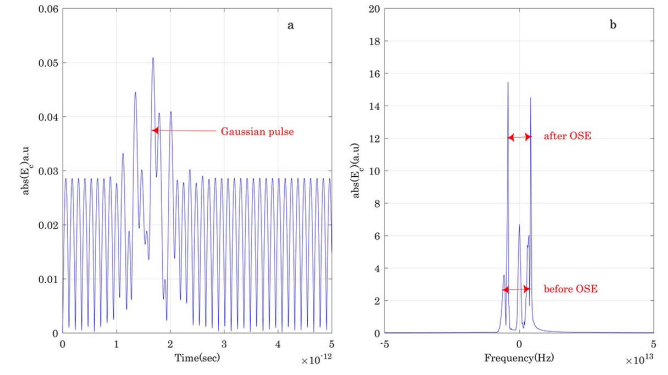 a
0.06
0.05
0.04
0.03
0.02
0.01
0
abs(E_c)a.u
Gaussian pulse
0 1 2 3 4 5
Time(sec)
×10^-12
b
20
18
16
14
12
10
8
6
4
2
0
abs(E_c)(a.u)
after OSE
before OSE
-5 0 5
Frequency(Hz)
×10^13